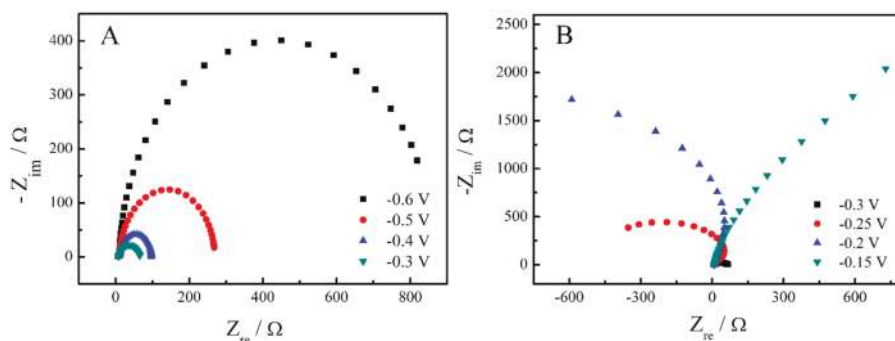 A
400
300
200
100
0
-Z_im / Ω
-0.6 V
-0.5 V
-0.4 V
-0.3 V
0 200 400 600 800
Z_re / Ω
B
2500
2000
1500
1000
500
0
-Z_im / Ω
-0.3 V
-0.25 V
-0.2 V
-0.15 V
-600 -300 0 300 600
Z_re / Ω